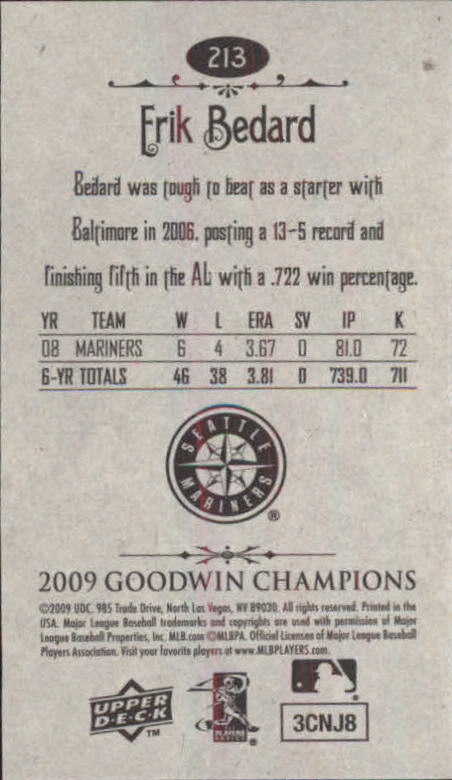 213
Erik Bedard
Bedard was tough to beat as a starter with
Baltimore in 2006, posting a 13-5 record and
finishing fifth in the AL with a .722 win percentage.
YR TEAM W L ERA SV IP K
08 MARINERS 6 4 3.67 0 81.0 72
6-YR TOTALS 46 38 3.81 0 739.0 711
SEATTLE
MARINERS
®
2009 GOODWIN CHAMPIONS
©2009 UDC. 985 Trade Drive, North Las Vegas, NV 89030. All rights reserved. Printed in the
USA. Major League Baseball trademarks and copyrights are used with permission of Major
League Baseball Properties, Inc. MLB.com ©MLBPA. Official Licensee of Major League Baseball
Players Association. Visit your favorite players at www.MLBPLAYERS.com.
UPPER
D·E·C·K
TM
PLAYERS
3CNJ8